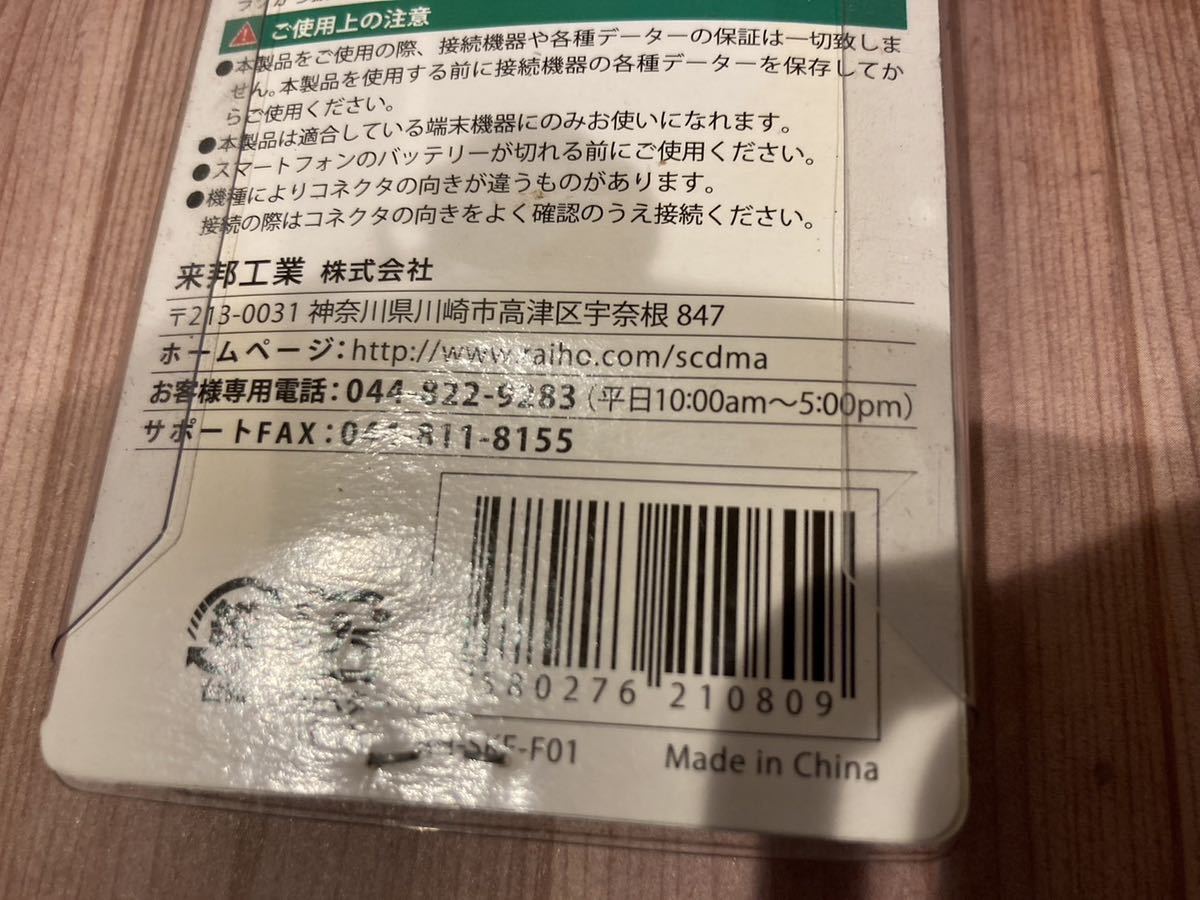 ご使用上の注意
●本製品をご使用の際、接続機器や各種データーの保証は一切致しま
せん。本製品を使用する前に接続機器の各種データーを保存してか
らご使用ください。
●本製品は適合している端末機器にのみお使いになれます。
●スマートフォンのバッテリーが切れる前にご使用ください。
●機種によりコネクタの向きが違うものがあります。
接続の際はコネクタの向きをよく確認のうえ接続ください。
来邦工業 株式会社
〒213-0031 神奈川県川崎市高津区宇奈根 847
ホームページ:http://www.raiho.com/scdma
お客様専用電話:044-822-9283 (平日10:00am〜5:00pm)
サポートFAX:044-811-8155
580276 210809
Made in China